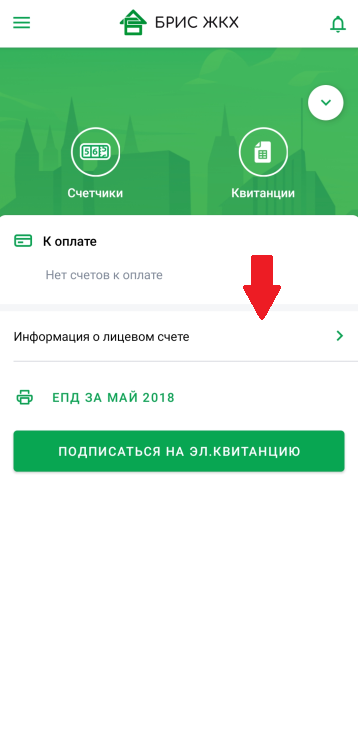 БРИС ЖКХ
Счетчики
Квитанции
К оплате
Нет счетов к оплате
Информация о лицевом счете
ЕПД ЗА МАЙ 2018
ПОДПИСАТЬСЯ НА ЭЛ.КВИТАНЦИЮ